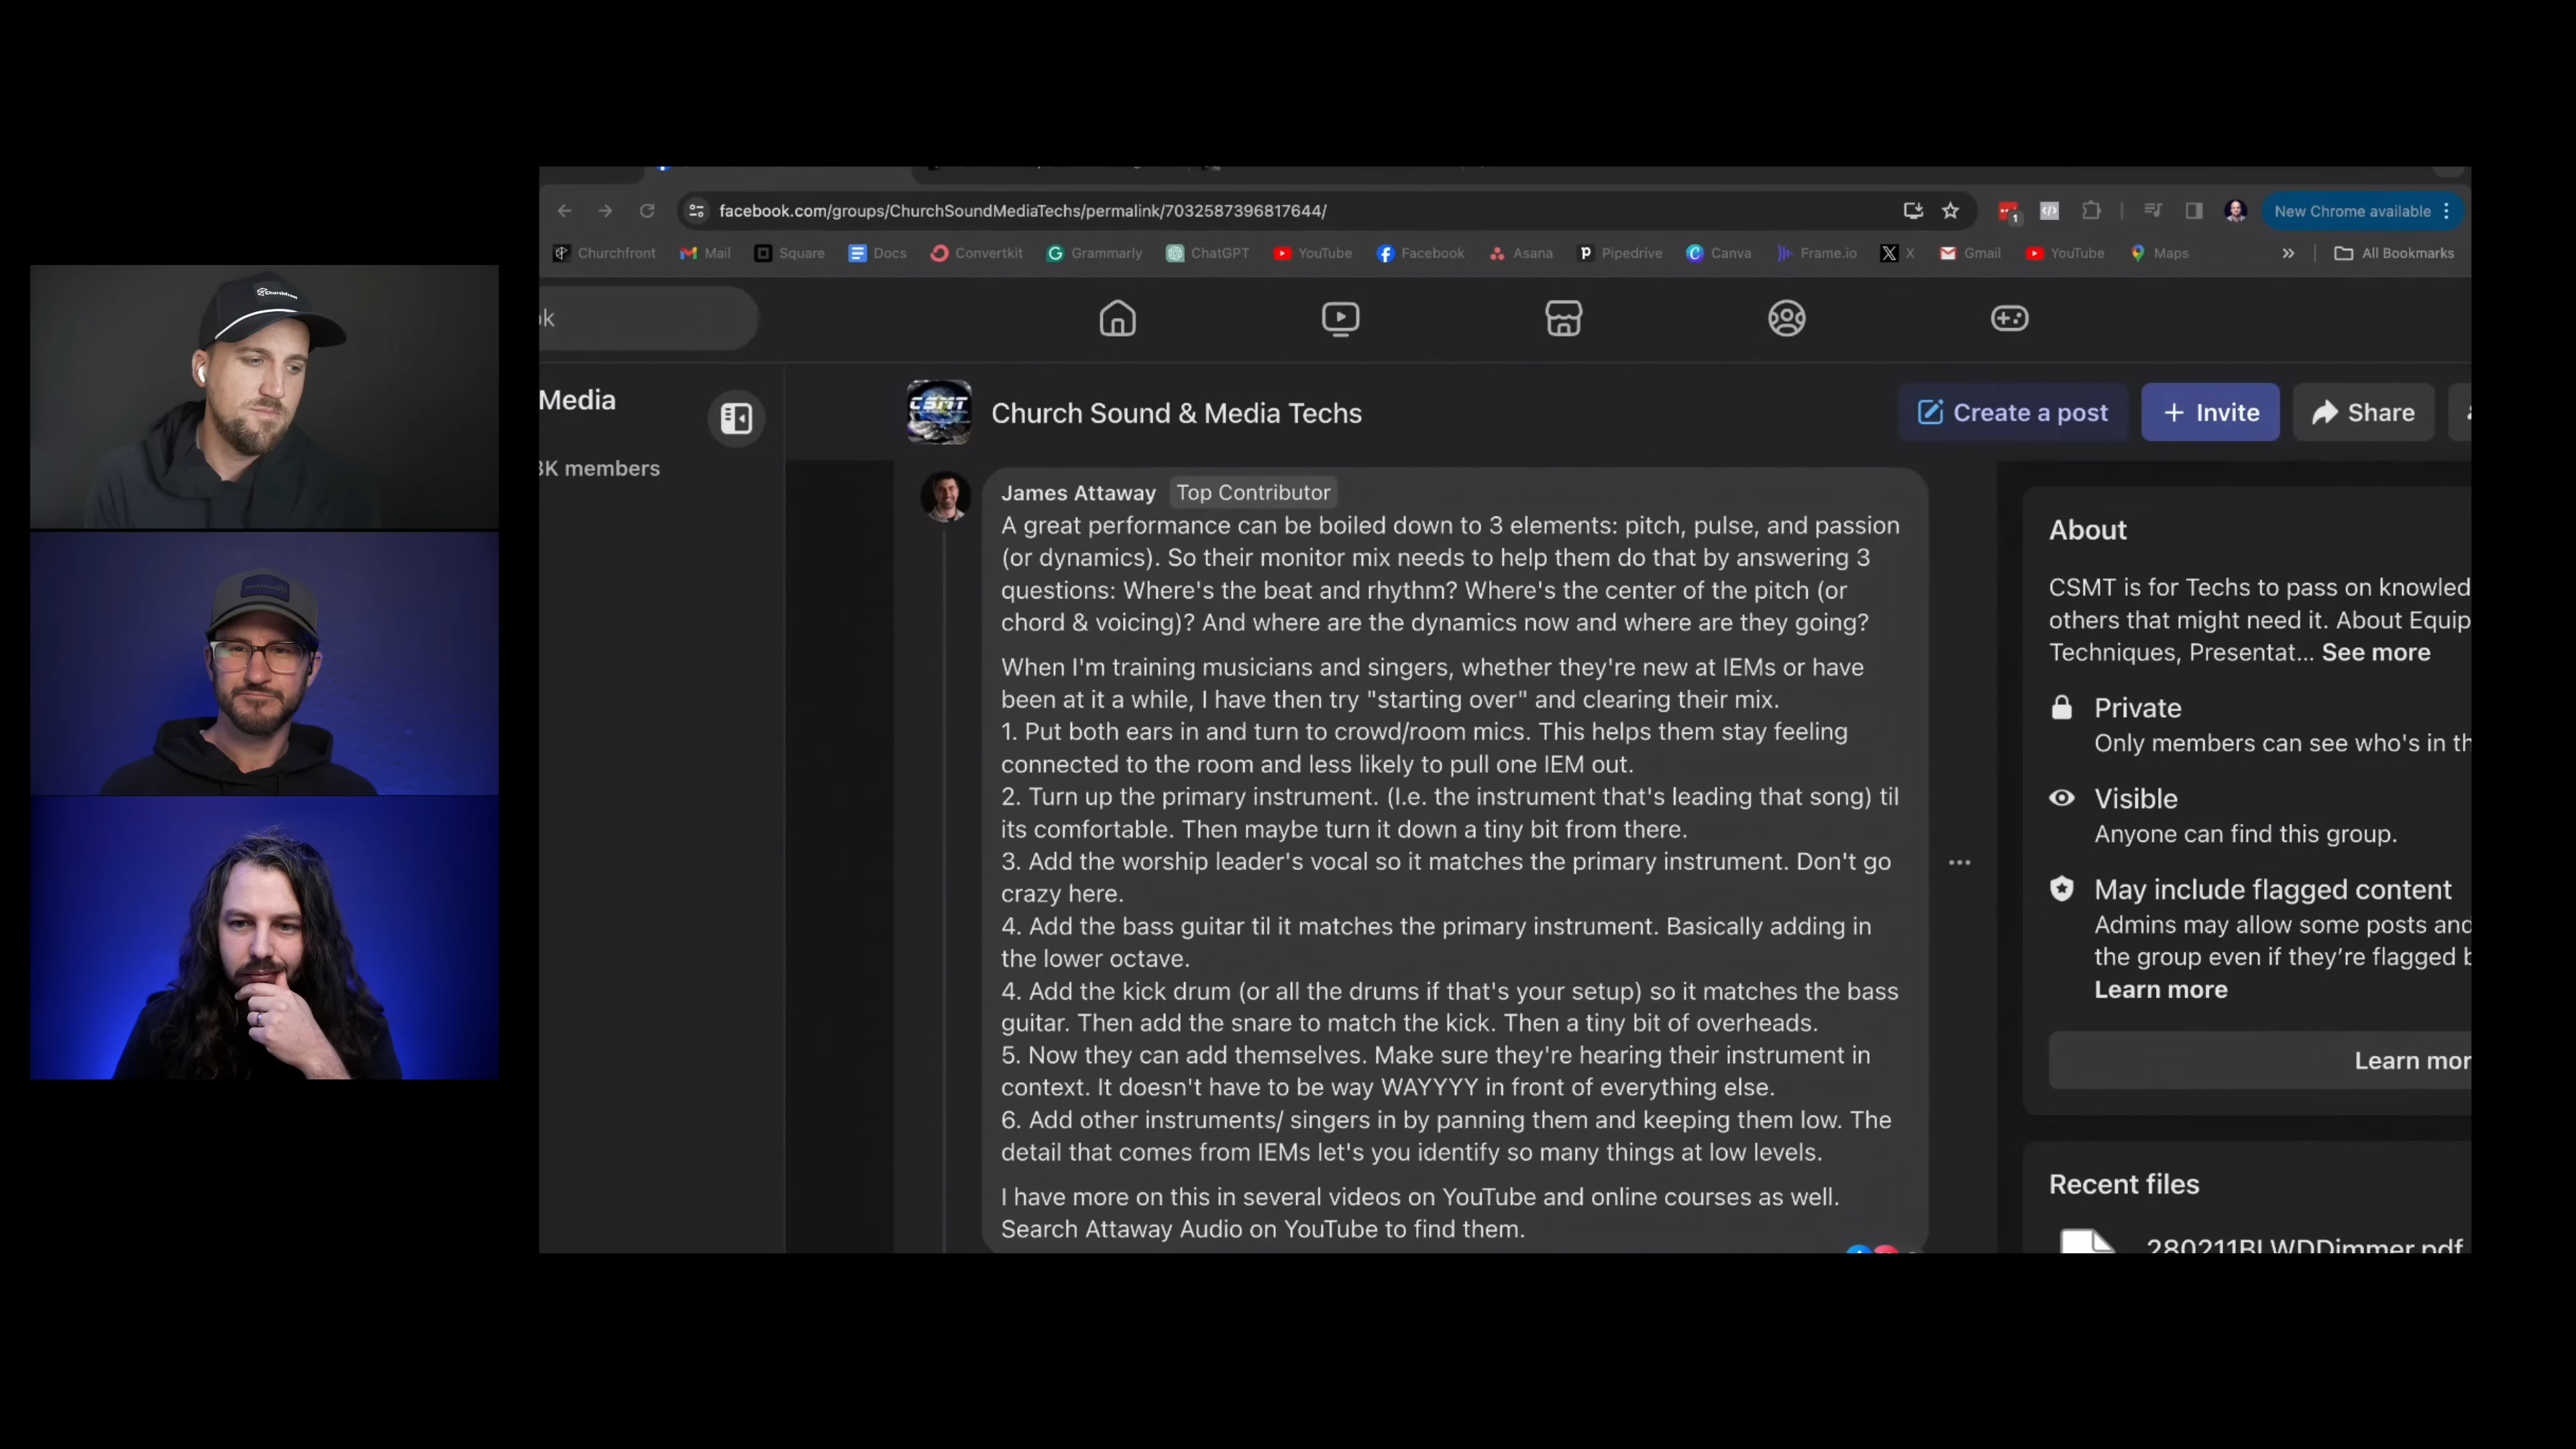 facebook.com/groups/ChurchSoundMediaTechs/permalink/7032587396817644/
1
New Chrome available
Churchfront Mail Square Docs Convertkit Grammarly ChatGPT YouTube Facebook Asana Pipedrive Canva Frame.io X Gmail YouTube Maps » All Bookmarks
ok
Media
3K members
CSMT
Church Sound & Media Techs
Create a post
+ Invite
Share
James Attaway Top Contributor
A great performance can be boiled down to 3 elements: pitch, pulse, and passion
(or dynamics). So their monitor mix needs to help them do that by answering 3
questions: Where's the beat and rhythm? Where's the center of the pitch (or
chord & voicing)? And where are the dynamics now and where are they going?
When I'm training musicians and singers, whether they're new at IEMs or have
been at it a while, I have then try "starting over" and clearing their mix.
1. Put both ears in and turn to crowd/room mics. This helps them stay feeling
connected to the room and less likely to pull one IEM out.
2. Turn up the primary instrument. (I.e. the instrument that's leading that song) til
its comfortable. Then maybe turn it down a tiny bit from there.
3. Add the worship leader's vocal so it matches the primary instrument. Don't go
crazy here.
4. Add the bass guitar til it matches the primary instrument. Basically adding in
the lower octave.
4. Add the kick drum (or all the drums if that's your setup) so it matches the bass
guitar. Then add the snare to match the kick. Then a tiny bit of overheads.
5. Now they can add themselves. Make sure they're hearing their instrument in
context. It doesn't have to be way WAYYYY in front of everything else.
6. Add other instruments/ singers in by panning them and keeping them low. The
detail that comes from IEMs let's you identify so many things at low levels.
I have more on this in several videos on YouTube and online courses as well.
Search Attaway Audio on YouTube to find them.
About
CSMT is for Techs to pass on knowled
others that might need it. About Equip
Techniques, Presentat... See more
Private
Only members can see who's in th
Visible
Anyone can find this group.
May include flagged content
Admins may allow some posts and
the group even if they're flagged b
Learn more
Learn mor
Recent files
280211BLWDDimmer.pdf
Churchfront